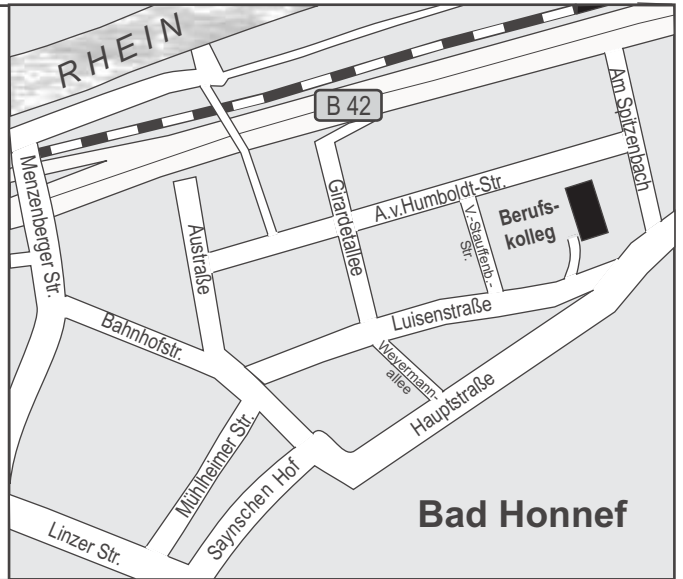 RHEIN
B 42
Am Spitzenbach
Menzenberger Str.
Girardetallee
A.v.Humboldt-Str.
V.-Stauffenb.-
Str.
Berufs-
kolleg
Austraße
Luisenstraße
Bahnhofstr.
Weyermann-
allee
Hauptstraße
Mühlheimer Str.
Saynschen Hof
Linzer Str.
Bad Honnef